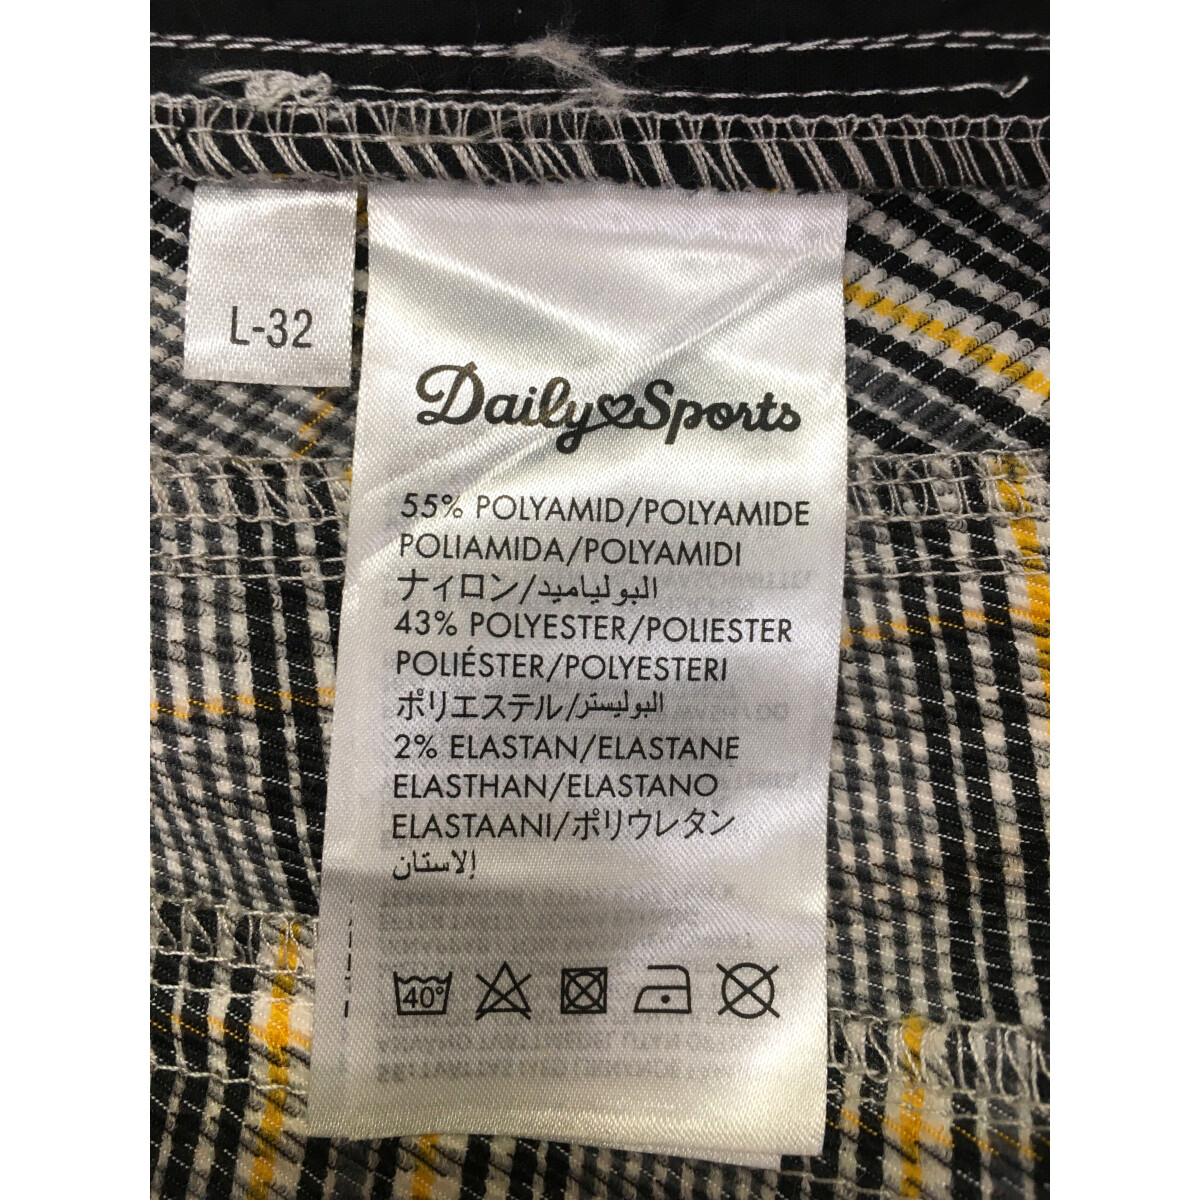 L-32
Daily Sports
55% POLYAMID/POLYAMIDE
POLIAMIDA/POLYAMIDI
ナイロン/البولياميد
43% POLYESTER/POLIESTER
POLIÉSTER/POLYESTERI
ポリエステル/البوليستر
2% ELASTAN/ELASTANE
ELASTHAN/ELASTANO
ELASTAANI/ポリウレタン
الاستان
40°